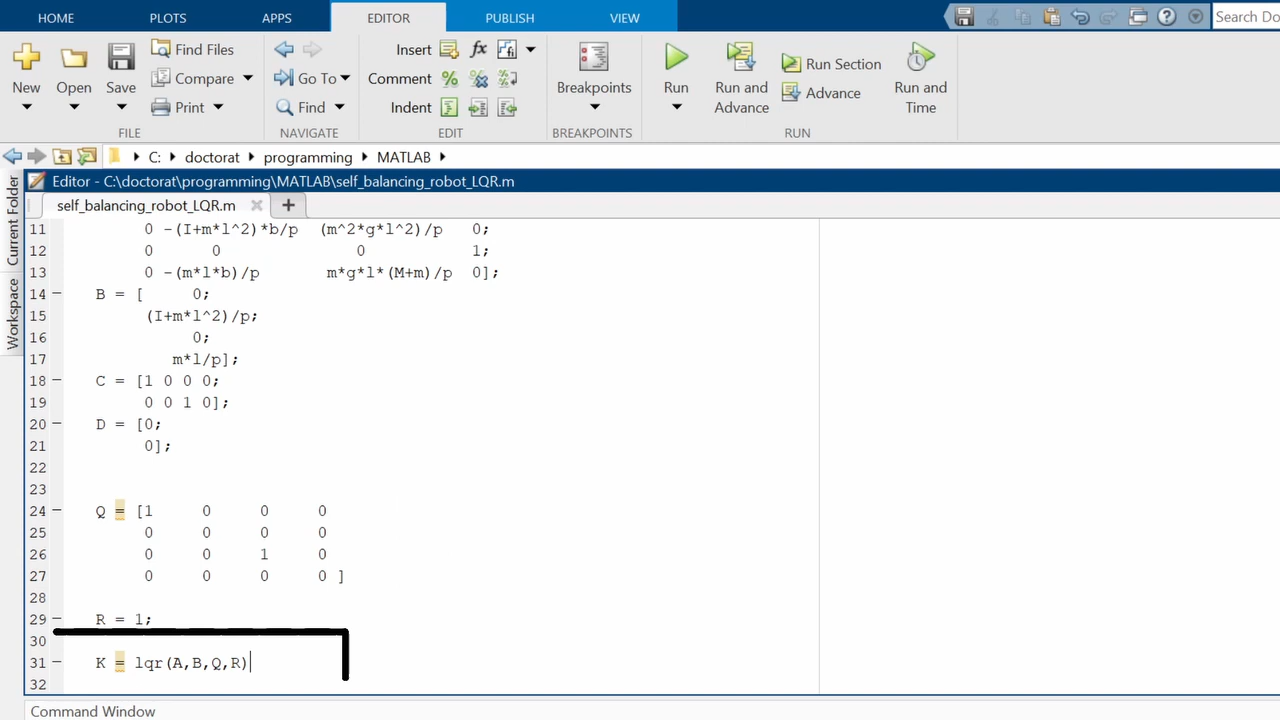 HOME PLOTS APPS EDITOR PUBLISH VIEW Search Do
New Open Save Find Files Compare Print
Insert fx Comment % Indent
Go To Find
Breakpoints Run Run and Advance Run Section Advance Run and Time
FILE NAVIGATE EDIT BREAKPOINTS RUN
C: doctorat programming MATLAB
Editor - C:\doctorat\programming\MATLAB\self_balancing_robot_LQR.m
self_balancing_robot_LQR.m
Current Folder
Workspace
11 0 -(I+m*l^2)*b/p (m^2*g*l^2)/p 0;
12 0 0 0 1;
13 0 -(m*l*b)/p m*g*l*(M+m)/p 0];
14 B = [ 0;
15 (I+m*l^2)/p;
16 0;
17 m*l/p];
18 C = [1 0 0 0;
19 0 0 1 0];
20 D = [0;
21 0];
22
23
24 Q = [1 0 0 0
25 0 0 0 0
26 0 0 1 0
27 0 0 0 0 ]
28
29 R = 1;
30
31 K = lqr(A,B,Q,R)
32
Command Window